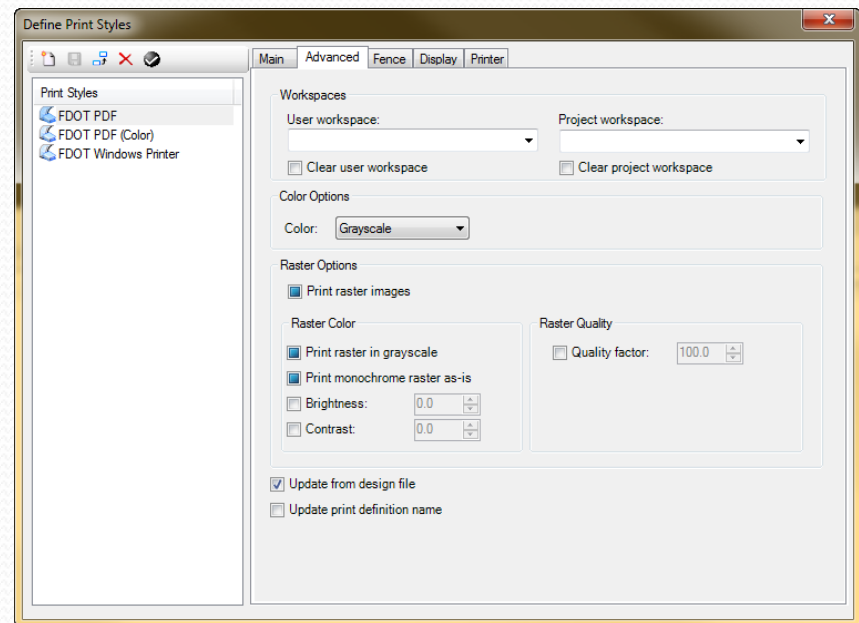 Define Print Styles
Main Advanced Fence Display Printer
Print Styles
FDOT PDF
FDOT PDF (Color)
FDOT Windows Printer
Workspaces
User workspace: Project workspace:
Clear user workspace Clear project workspace
Color Options
Color: Grayscale
Raster Options
Print raster images
Raster Color Raster Quality
Print raster in grayscale Quality factor: 100.0
Print monochrome raster as-is
Brightness: 0.0
Contrast: 0.0
Update from design file
Update print definition name